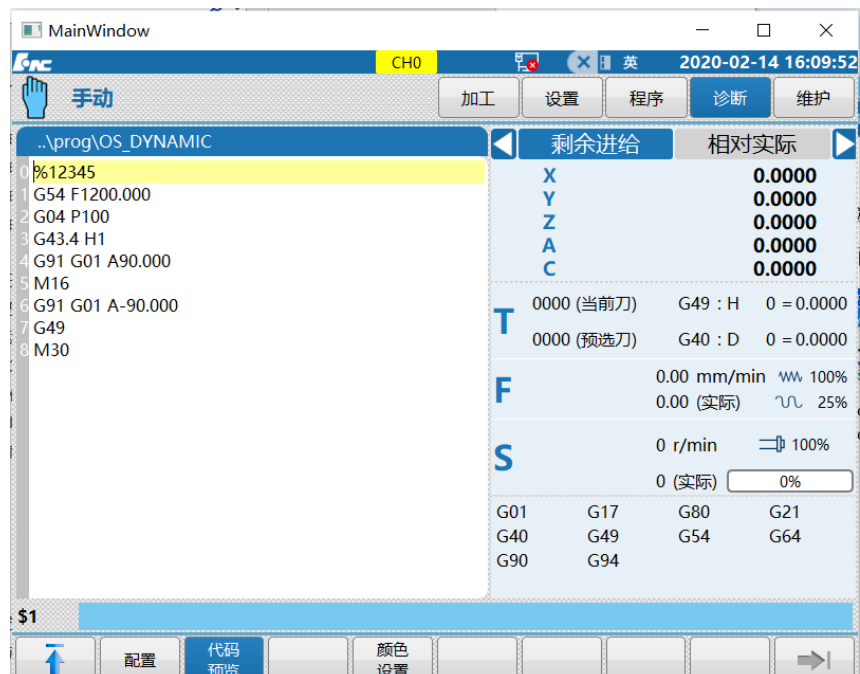 MainWindow
CH0 英 2020-02-14 16:09:52
手动 加工 设置 程序 诊断 维护
..\prog\OS_DYNAMIC 剩余进给 相对实际
0 %12345
1 G54 F1200.000
2 G04 P100
3 G43.4 H1
4 G91 G01 A90.000
5 M16
6 G91 G01 A-90.000
7 G49
8 M30
X 0.0000
Y 0.0000
Z 0.0000
A 0.0000
C 0.0000
T 0000 (当前刀) G49 : H 0 = 0.0000
0000 (预选刀) G40 : D 0 = 0.0000
F 0.00 mm/min 100%
0.00 (实际) 25%
S 0 r/min 100%
0 (实际) 0%
G01 G17 G80 G21
G40 G49 G54 G64
G90 G94
$1
配置 代码 预览 颜色 设置